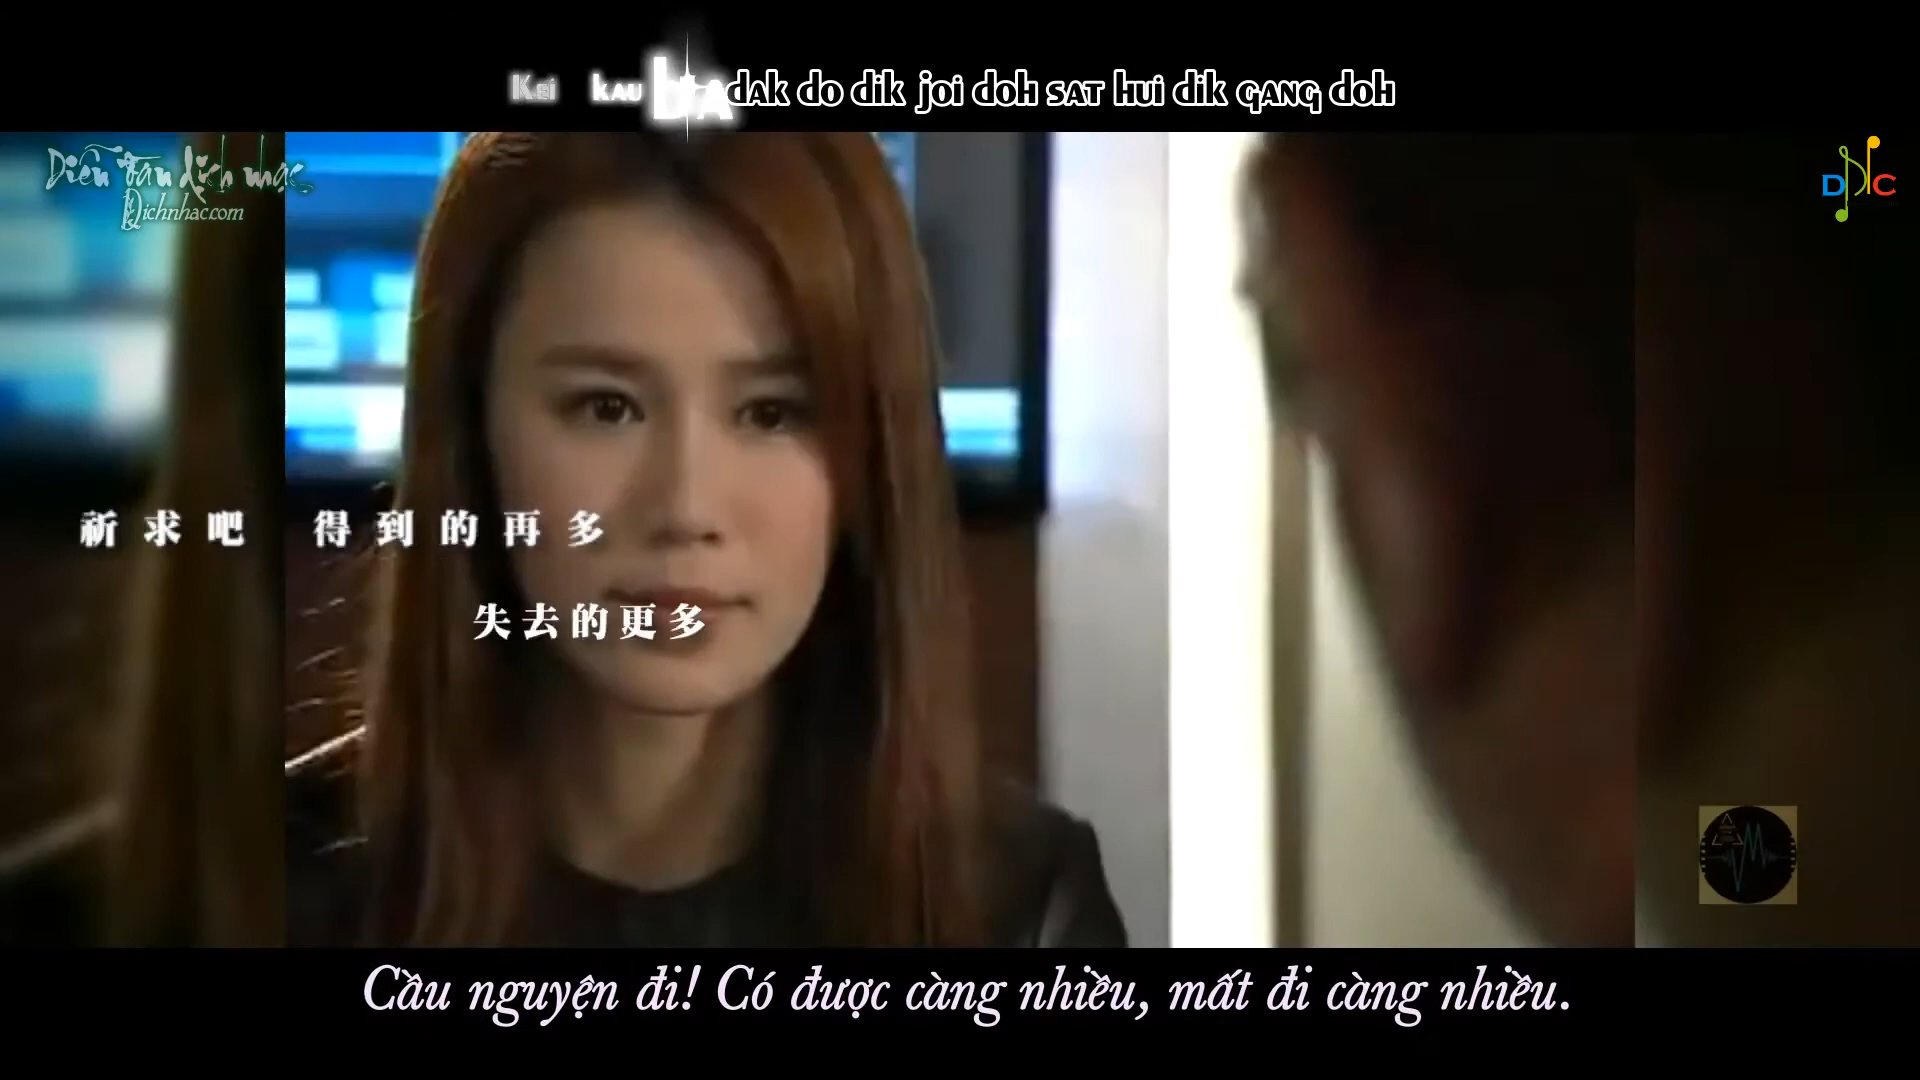 Kei kau ba dak do dik joi doh sat hui dik gang doh
Diễn đàn dịch nhạc
Dichnhac.com
DNC
祈求吧 得到的再多
失去的更多
Cầu nguyện đi! Có được càng nhiều, mất đi càng nhiều.